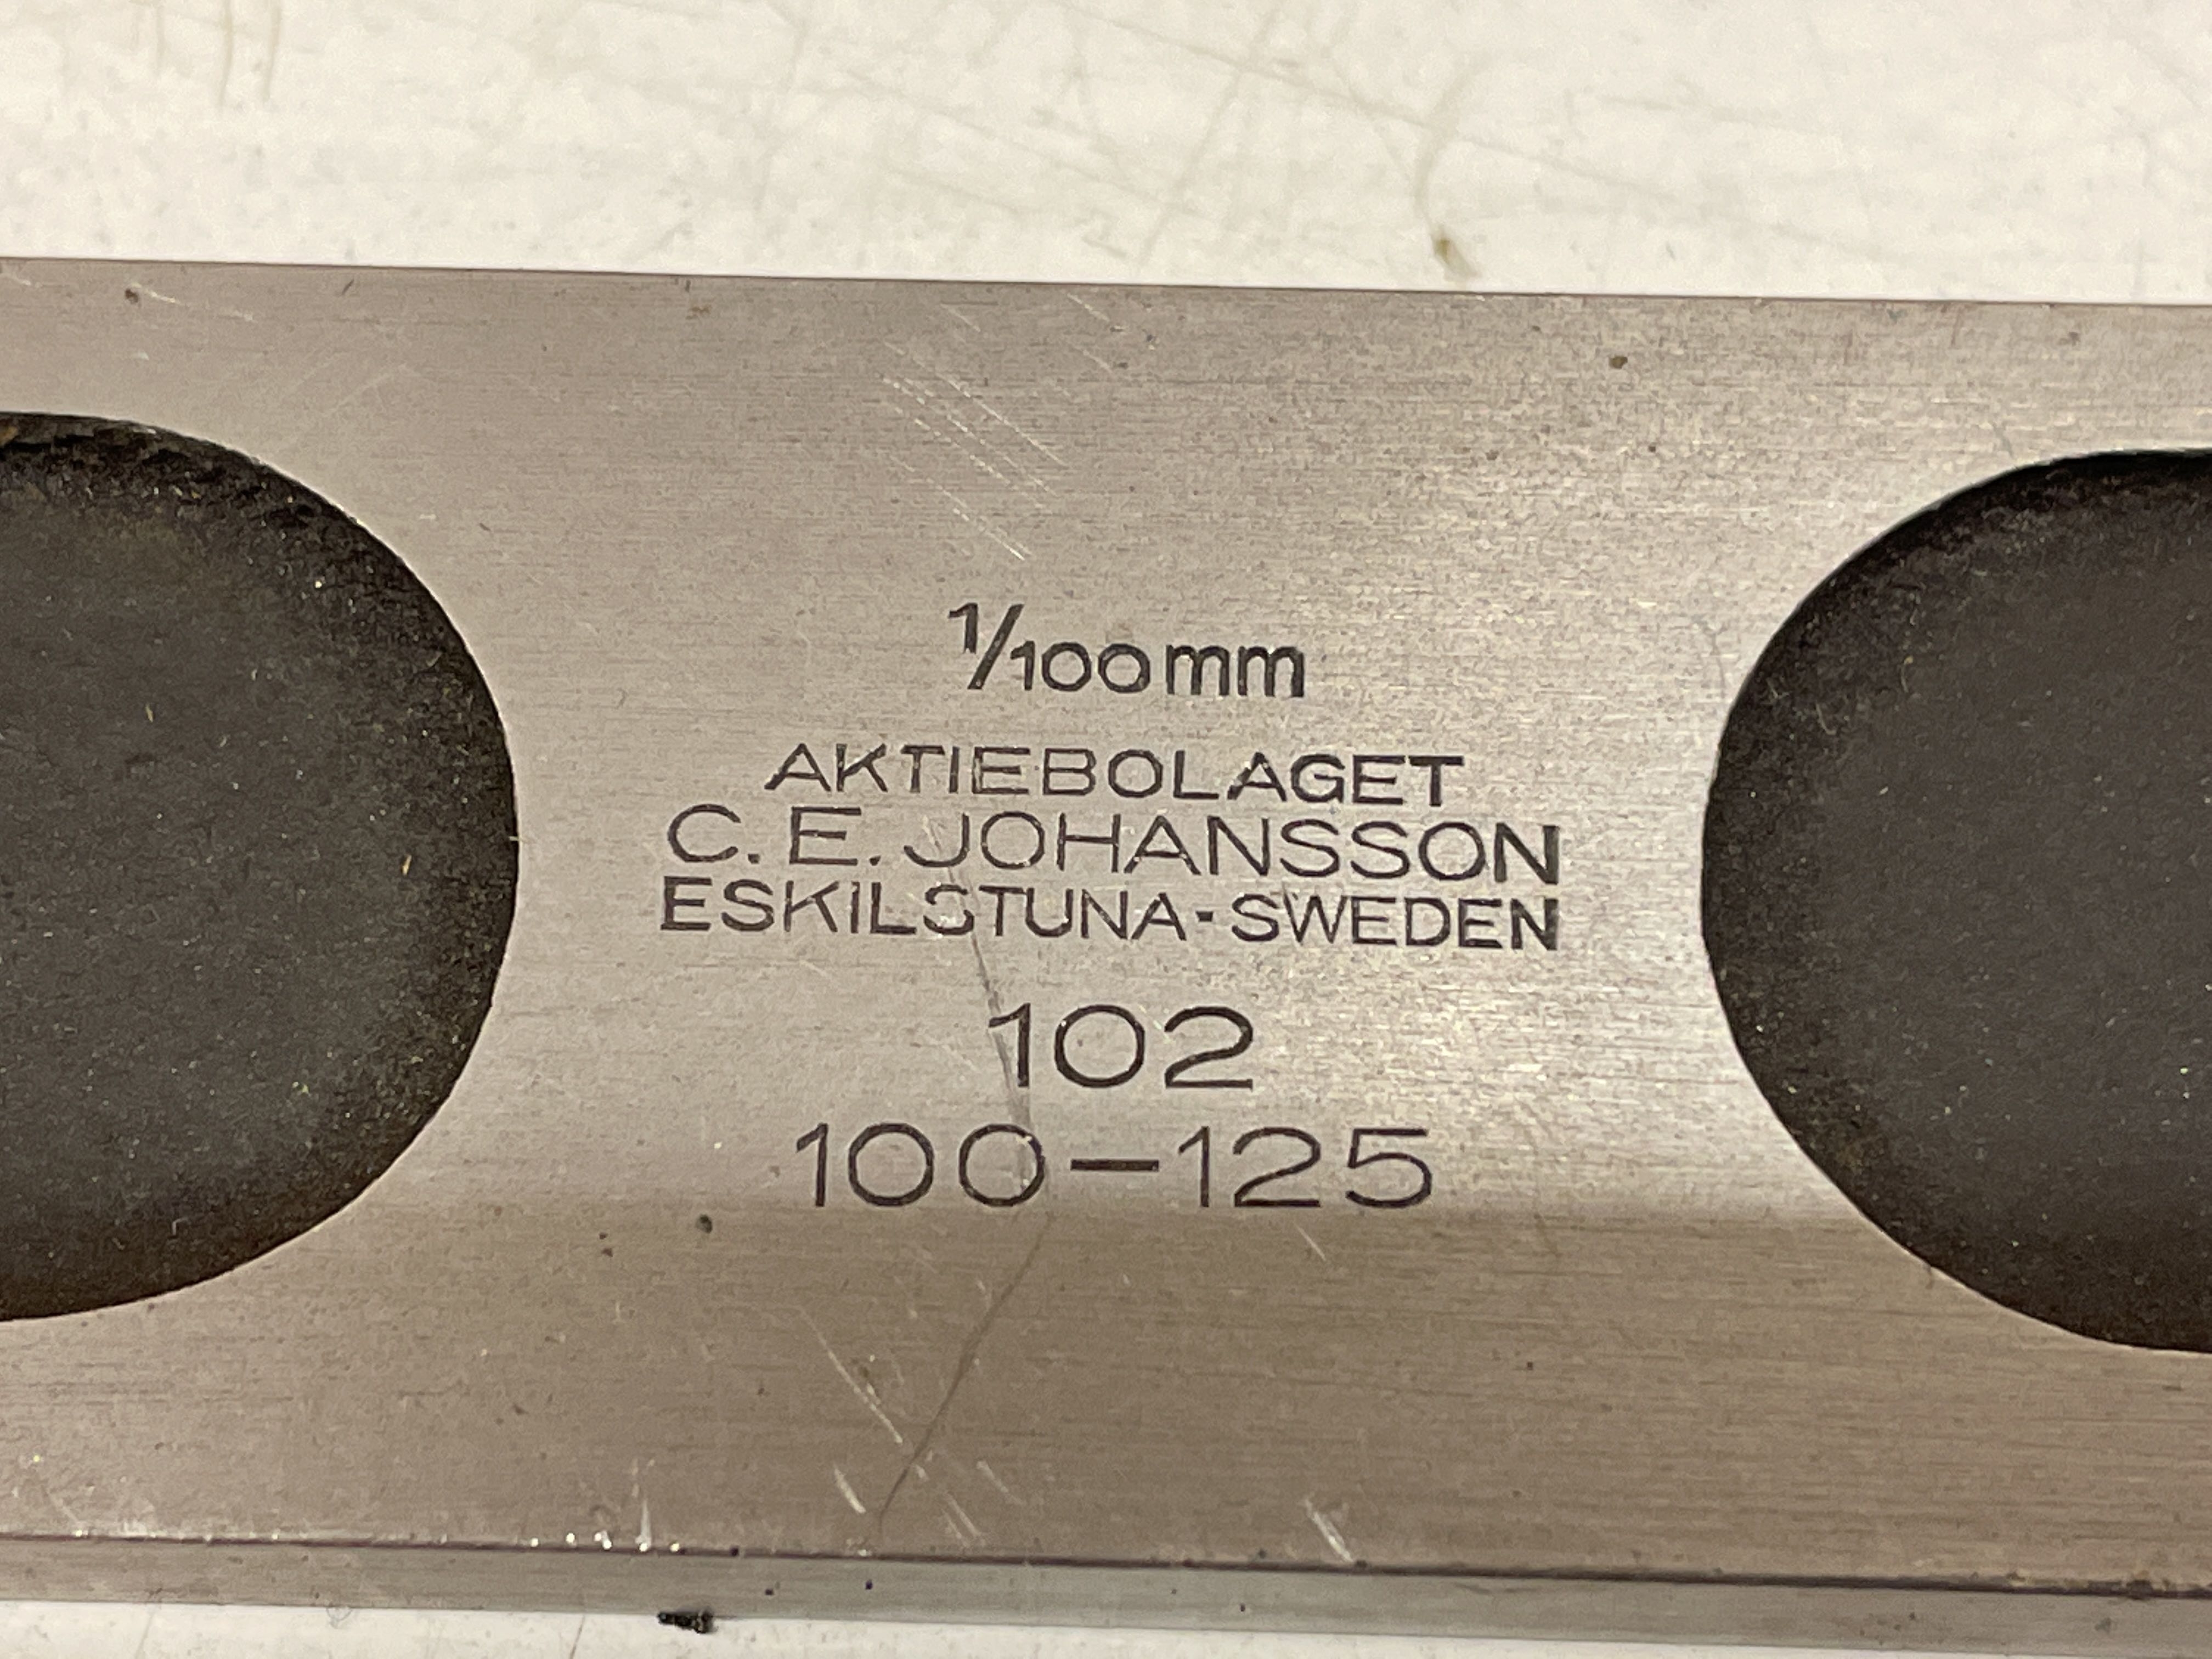 1/100mm
AKTIEBOLAGET
C. E. JOHANSSON
ESKILSTUNA-SWEDEN
102
100-125